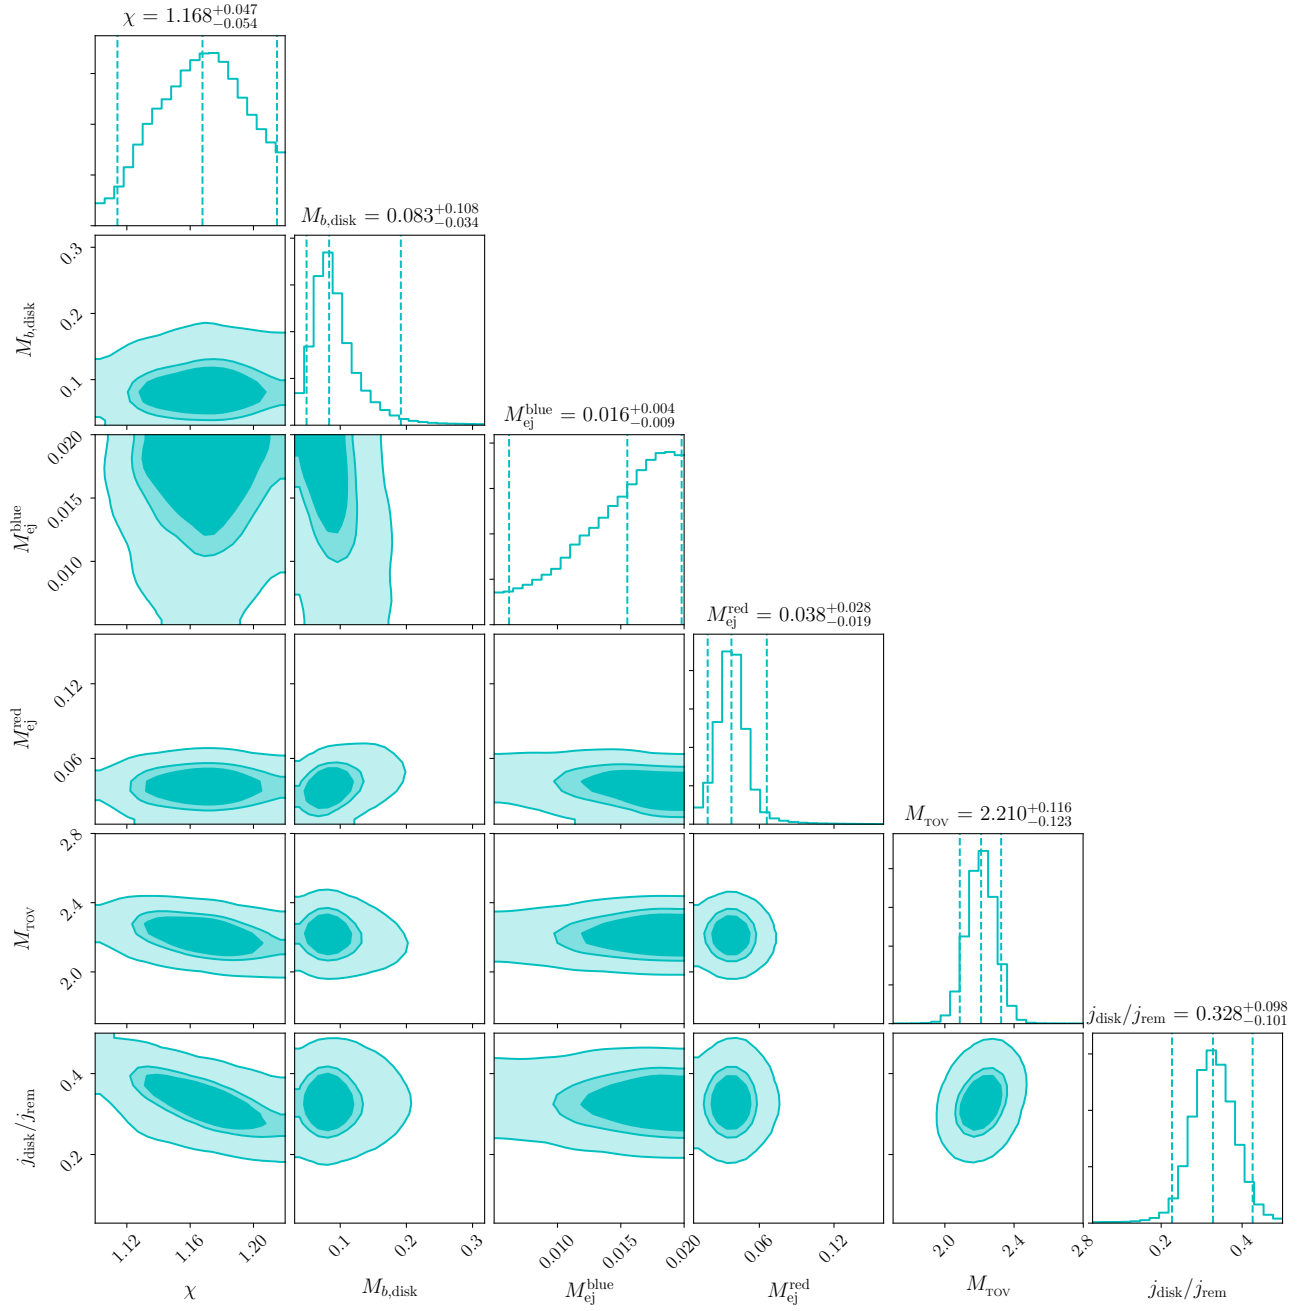 χ = 1.168^{+0.047}_{-0.054}
M_{b,disk} = 0.083^{+0.108}_{-0.034}
0.3
0.2
0.1
M_{b,disk}
M_{ej}^{blue} = 0.016^{+0.004}_{-0.009}
0.020
0.015
0.010
M_{ej}^{blue}
M_{ej}^{red} = 0.038^{+0.028}_{-0.019}
0.12
0.06
M_{ej}^{red}
M_{TOV} = 2.210^{+0.116}_{-0.123}
2.8
2.4
2.0
M_{TOV}
j_{disk}/j_{rem} = 0.328^{+0.098}_{-0.101}
0.4
0.2
j_{disk}/j_{rem}
1.12 1.16 1.20 0.1 0.2 0.3 0.010 0.015 0.020 0.06 0.12 2.0 2.4 2.8 0.2 0.4
χ M_{b,disk} M_{ej}^{blue} M_{ej}^{red} M_{TOV} j_{disk}/j_{rem}